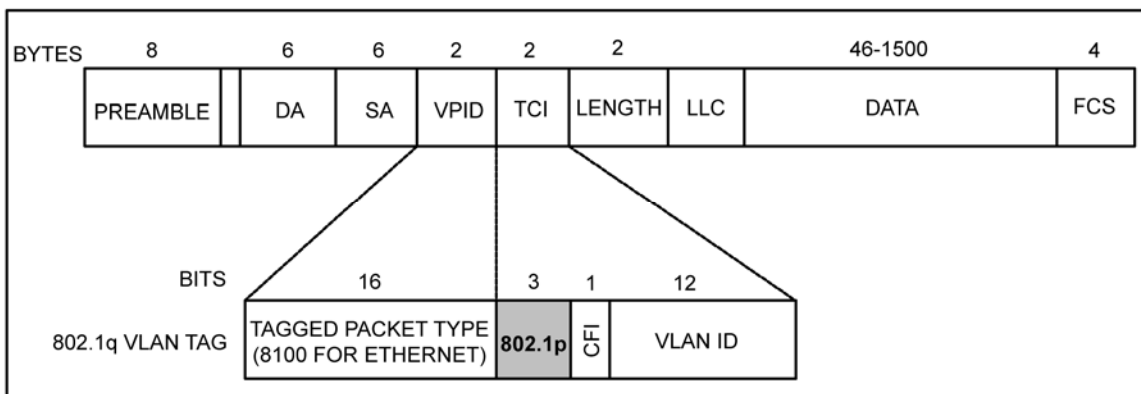 BYTES 8 6 6 2 2 2 46-1500 4
PREAMBLE DA SA VPID TCI LENGTH LLC DATA FCS
BITS 16 3 1 12
802.1q VLAN TAG TAGGED PACKET TYPE (8100 FOR ETHERNET) 802.1p CFI VLAN ID